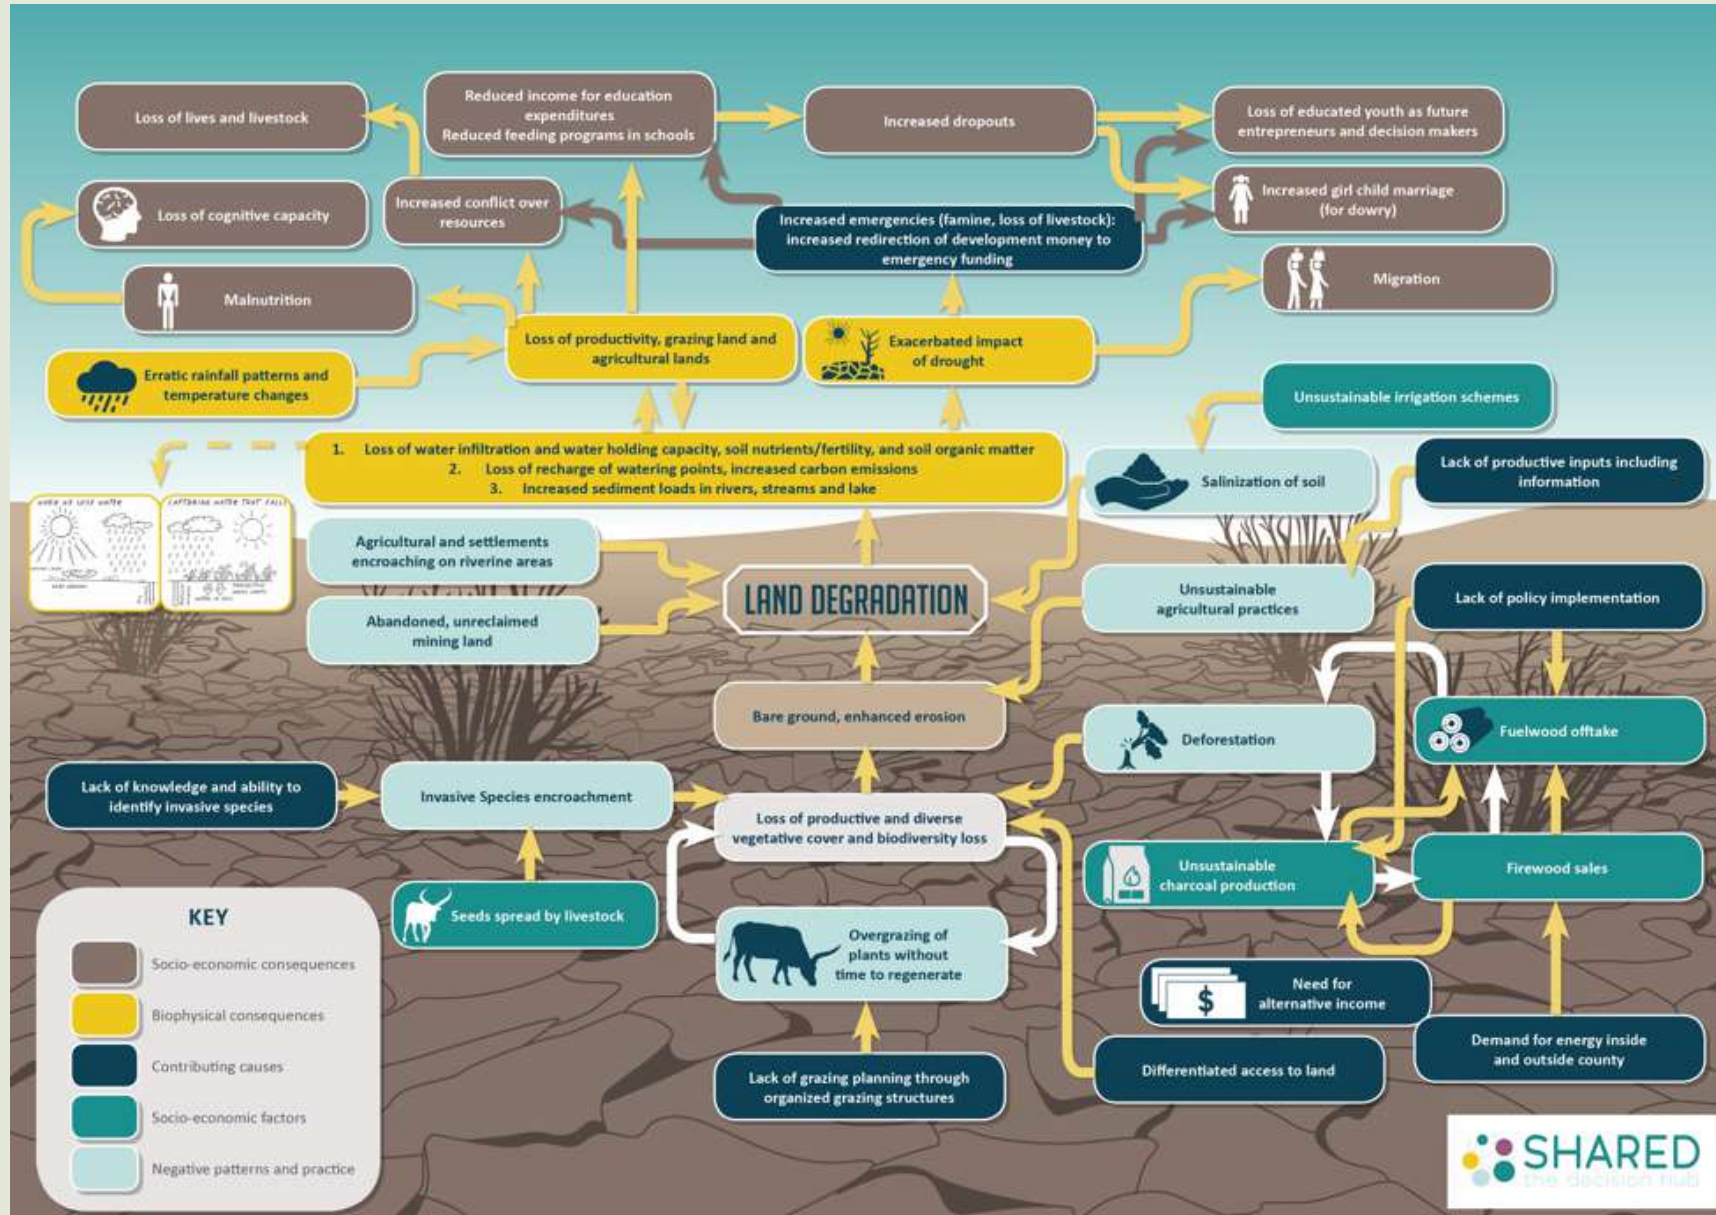 Loss of lives and livestock
Reduced income for education
expenditures
Reduced feeding programs in schools
Increased dropouts
Loss of educated youth as future
entrepreneurs and decision makers
Loss of cognitive capacity
Increased conflict over
resources
Increased emergencies (famine, loss of livestock):
increased redirection of development money to
emergency funding
Increased girl child marriage
(for dowry)
Malnutrition
Migration
Loss of productivity, grazing land and
agricultural lands
Exacerbated impact
of drought
Erratic rainfall patterns and
temperature changes
Unsustainable irrigation schemes
1. Loss of water infiltration and water holding capacity, soil nutrients/fertility, and soil organic matter
2. Loss of recharge of watering points, increased carbon emissions
3. Increased sediment loads in rivers, streams and lake
Salinization of soil
Lack of productive inputs including
information
WHEN WE LOSE WATER
CAPTURING WATER THAT FALLS
Agricultural and settlements
encroaching on riverine areas
LAND DEGRADATION
Unsustainable
agricultural practices
Lack of policy implementation
Abandoned, unreclaimed
mining land
Bare ground, enhanced erosion
Deforestation
Fuelwood offtake
Lack of knowledge and ability to
identify invasive species
Invasive Species encroachment
Loss of productive and diverse
vegetative cover and biodiversity loss
Unsustainable
charcoal production
Firewood sales
Seeds spread by livestock
Overgrazing of
plants without
time to regenerate
$
Need for
alternative income
Lack of grazing planning through
organized grazing structures
Differentiated access to land
Demand for energy inside
and outside county
KEY
Socio-economic consequences
Biophysical consequences
Contributing causes
Socio-economic factors
Negative patterns and practice
SHARED
the decision hub